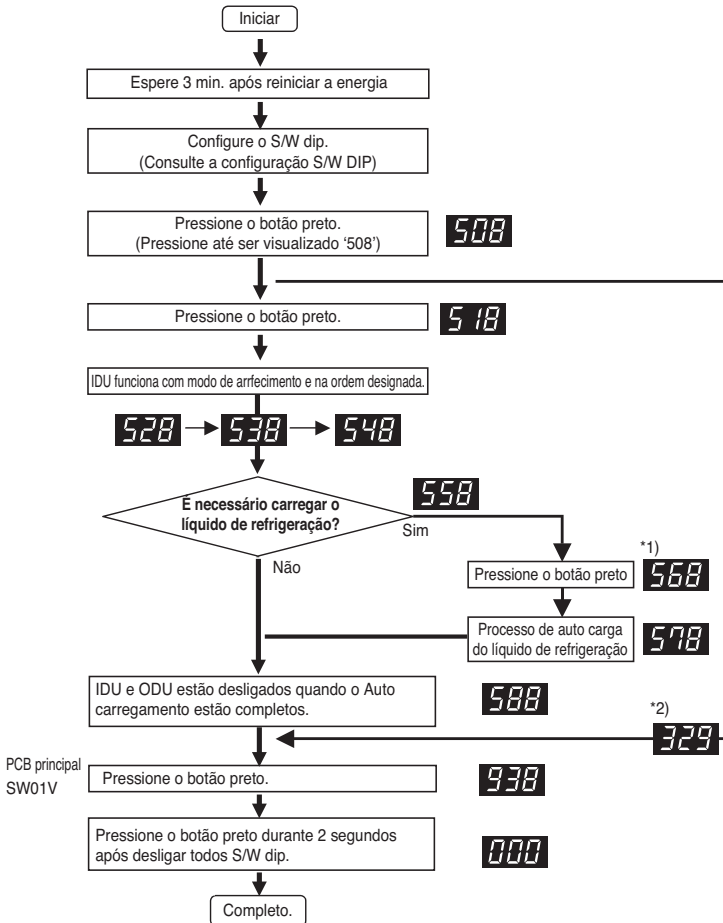 Iniciar
Espere 3 min. após reiniciar a energia
Configure o S/W dip.
(Consulte a configuração S/W DIP)
Pressione o botão preto.
(Pressione até ser visualizado ‘508’)
508
Pressione o botão preto.
518
IDU funciona com modo de arrfecimento e na ordem designada.
528
538
548
É necessário carregar o
líquido de refrigeração?
558
Sim
Não
*1)
Pressione o botão preto
568
Processo de auto carga
do líquido de refrigeração
578
IDU e ODU estão desligados quando o Auto
carregamento estão completos.
588
*2)
329
PCB principal
SW01V
Pressione o botão preto.
938
Pressione o botão preto durante 2 segundos
após desligar todos S/W dip.
000
Completo.